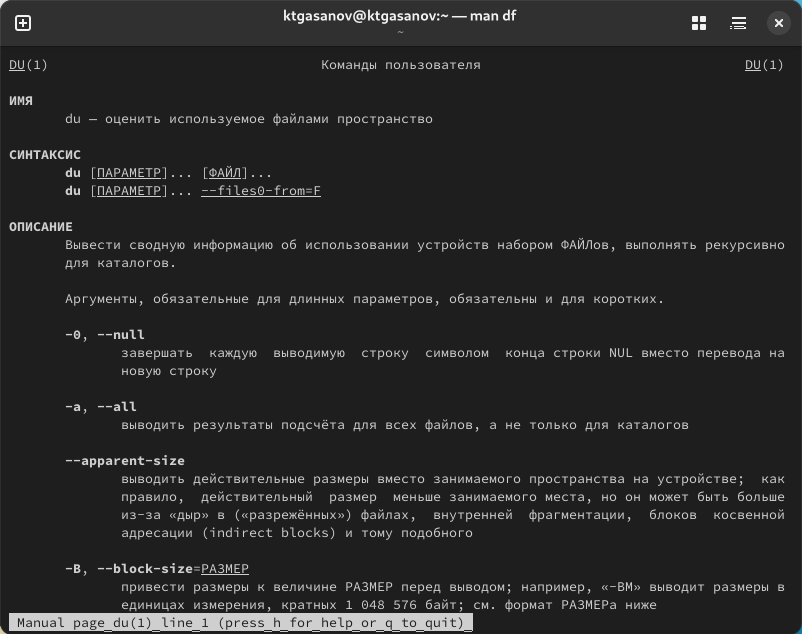 ktgasanov@ktgasanov:~ — man df
~
DU(1) Команды пользователя DU(1)
ИМЯ
du — оценить используемое файлами пространство
СИНТАКСИС
du [ПАРАМЕТР]... [ФАЙЛ]...
du [ПАРАМЕТР]... --files0-from=F
ОПИСАНИЕ
Вывести сводную информацию об использовании устройств набором ФАЙЛов, выполнять рекурсивно
для каталогов.
Аргументы, обязательные для длинных параметров, обязательны и для коротких.
-0, --null
завершать каждую выводимую строку символом конца строки NUL вместо перевода на
новую строку
-a, --all
выводить результаты подсчёта для всех файлов, а не только для каталогов
--apparent-size
выводить действительные размеры вместо занимаемого пространства на устройстве; как
правило, действительный размер меньше занимаемого места, но он может быть больше
из-за «дыр» в («разрежённых») файлах, внутренней фрагментации, блоков косвенной
адресации (indirect blocks) и тому подобного
-B, --block-size=РАЗМЕР
привести размеры к величине РАЗМЕР перед выводом; например, «-BM» выводит размеры в
единицах измерения, кратных 1 048 576 байт; см. формат РАЗМЕРа ниже
Manual page du(1) line 1 (press h for help or q to quit)